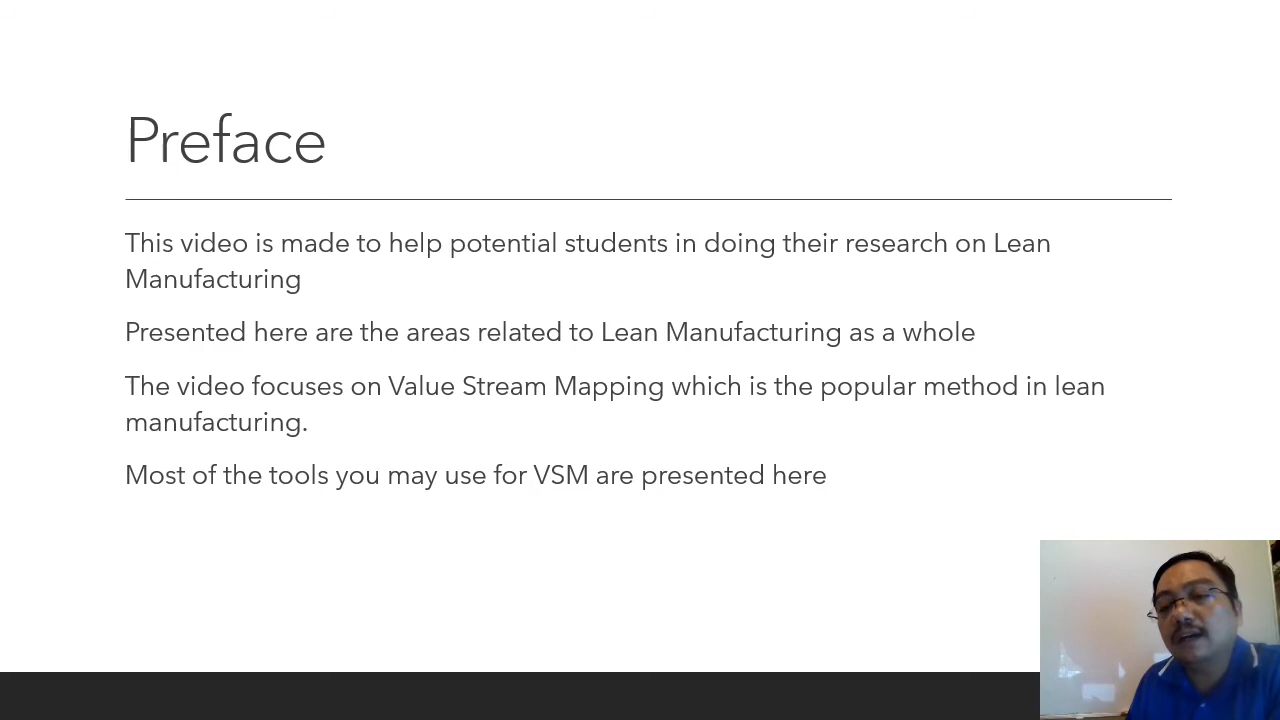 Preface
This video is made to help potential students in doing their research on Lean
Manufacturing
Presented here are the areas related to Lean Manufacturing as a whole
The video focuses on Value Stream Mapping which is the popular method in lean
manufacturing.
Most of the tools you may use for VSM are presented here